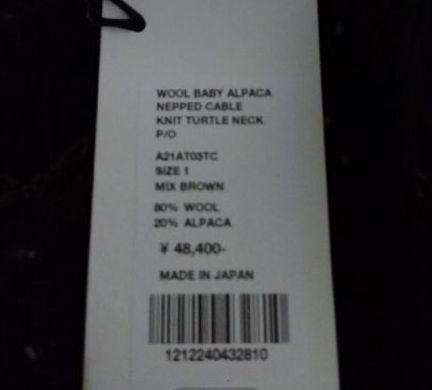 WOOL BABY ALPACA
NEPPED CABLE
KNIT TURTLE NECK
P/O
A21AT03TC
SIZE 1
MIX BROWN
80% WOOL
20% ALPACA
¥ 48,400-
MADE IN JAPAN
1212240432810